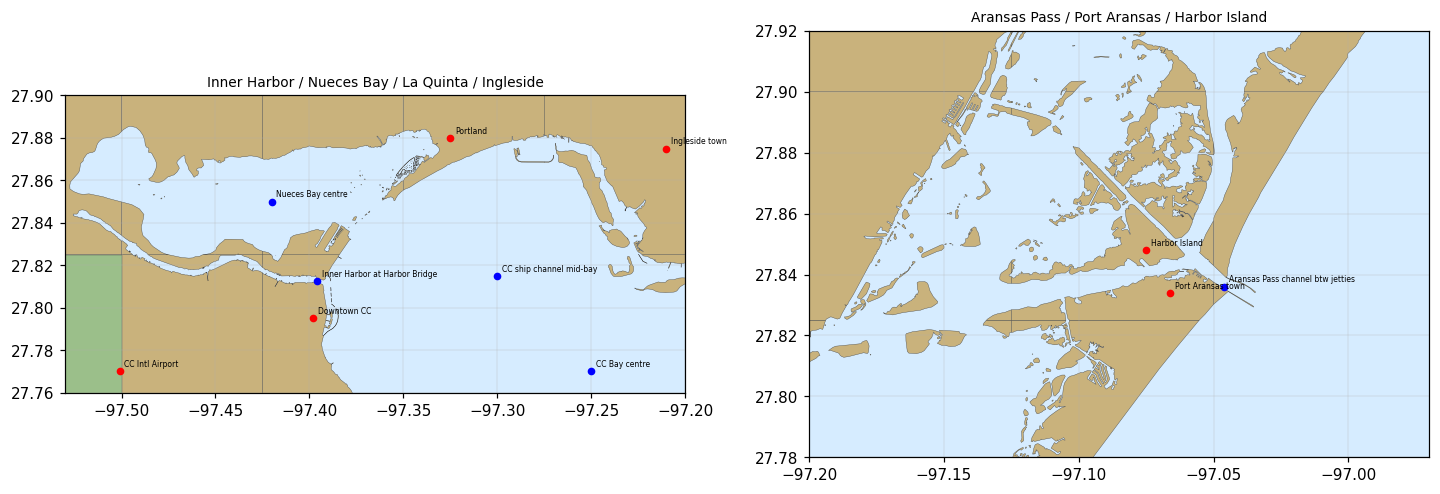 Inner Harbor / Nueces Bay / La Quinta / Ingleside
27.90
27.88
27.86
27.84
27.82
27.80
27.78
27.76
−97.50
−97.45
−97.40
−97.35
−97.30
−97.25
−97.20
Portland
Ingleside town
Nueces Bay centre
CC ship channel mid-bay
Inner Harbor at Harbor Bridge
Downtown CC
CC Intl Airport
CC Bay centre
Aransas Pass / Port Aransas / Harbor Island
27.92
27.90
27.88
27.86
27.84
27.82
27.80
27.78
−97.20
−97.15
−97.10
−97.05
−97.00
Harbor Island
Aransas Pass channel btw jetties
Port Aransas town